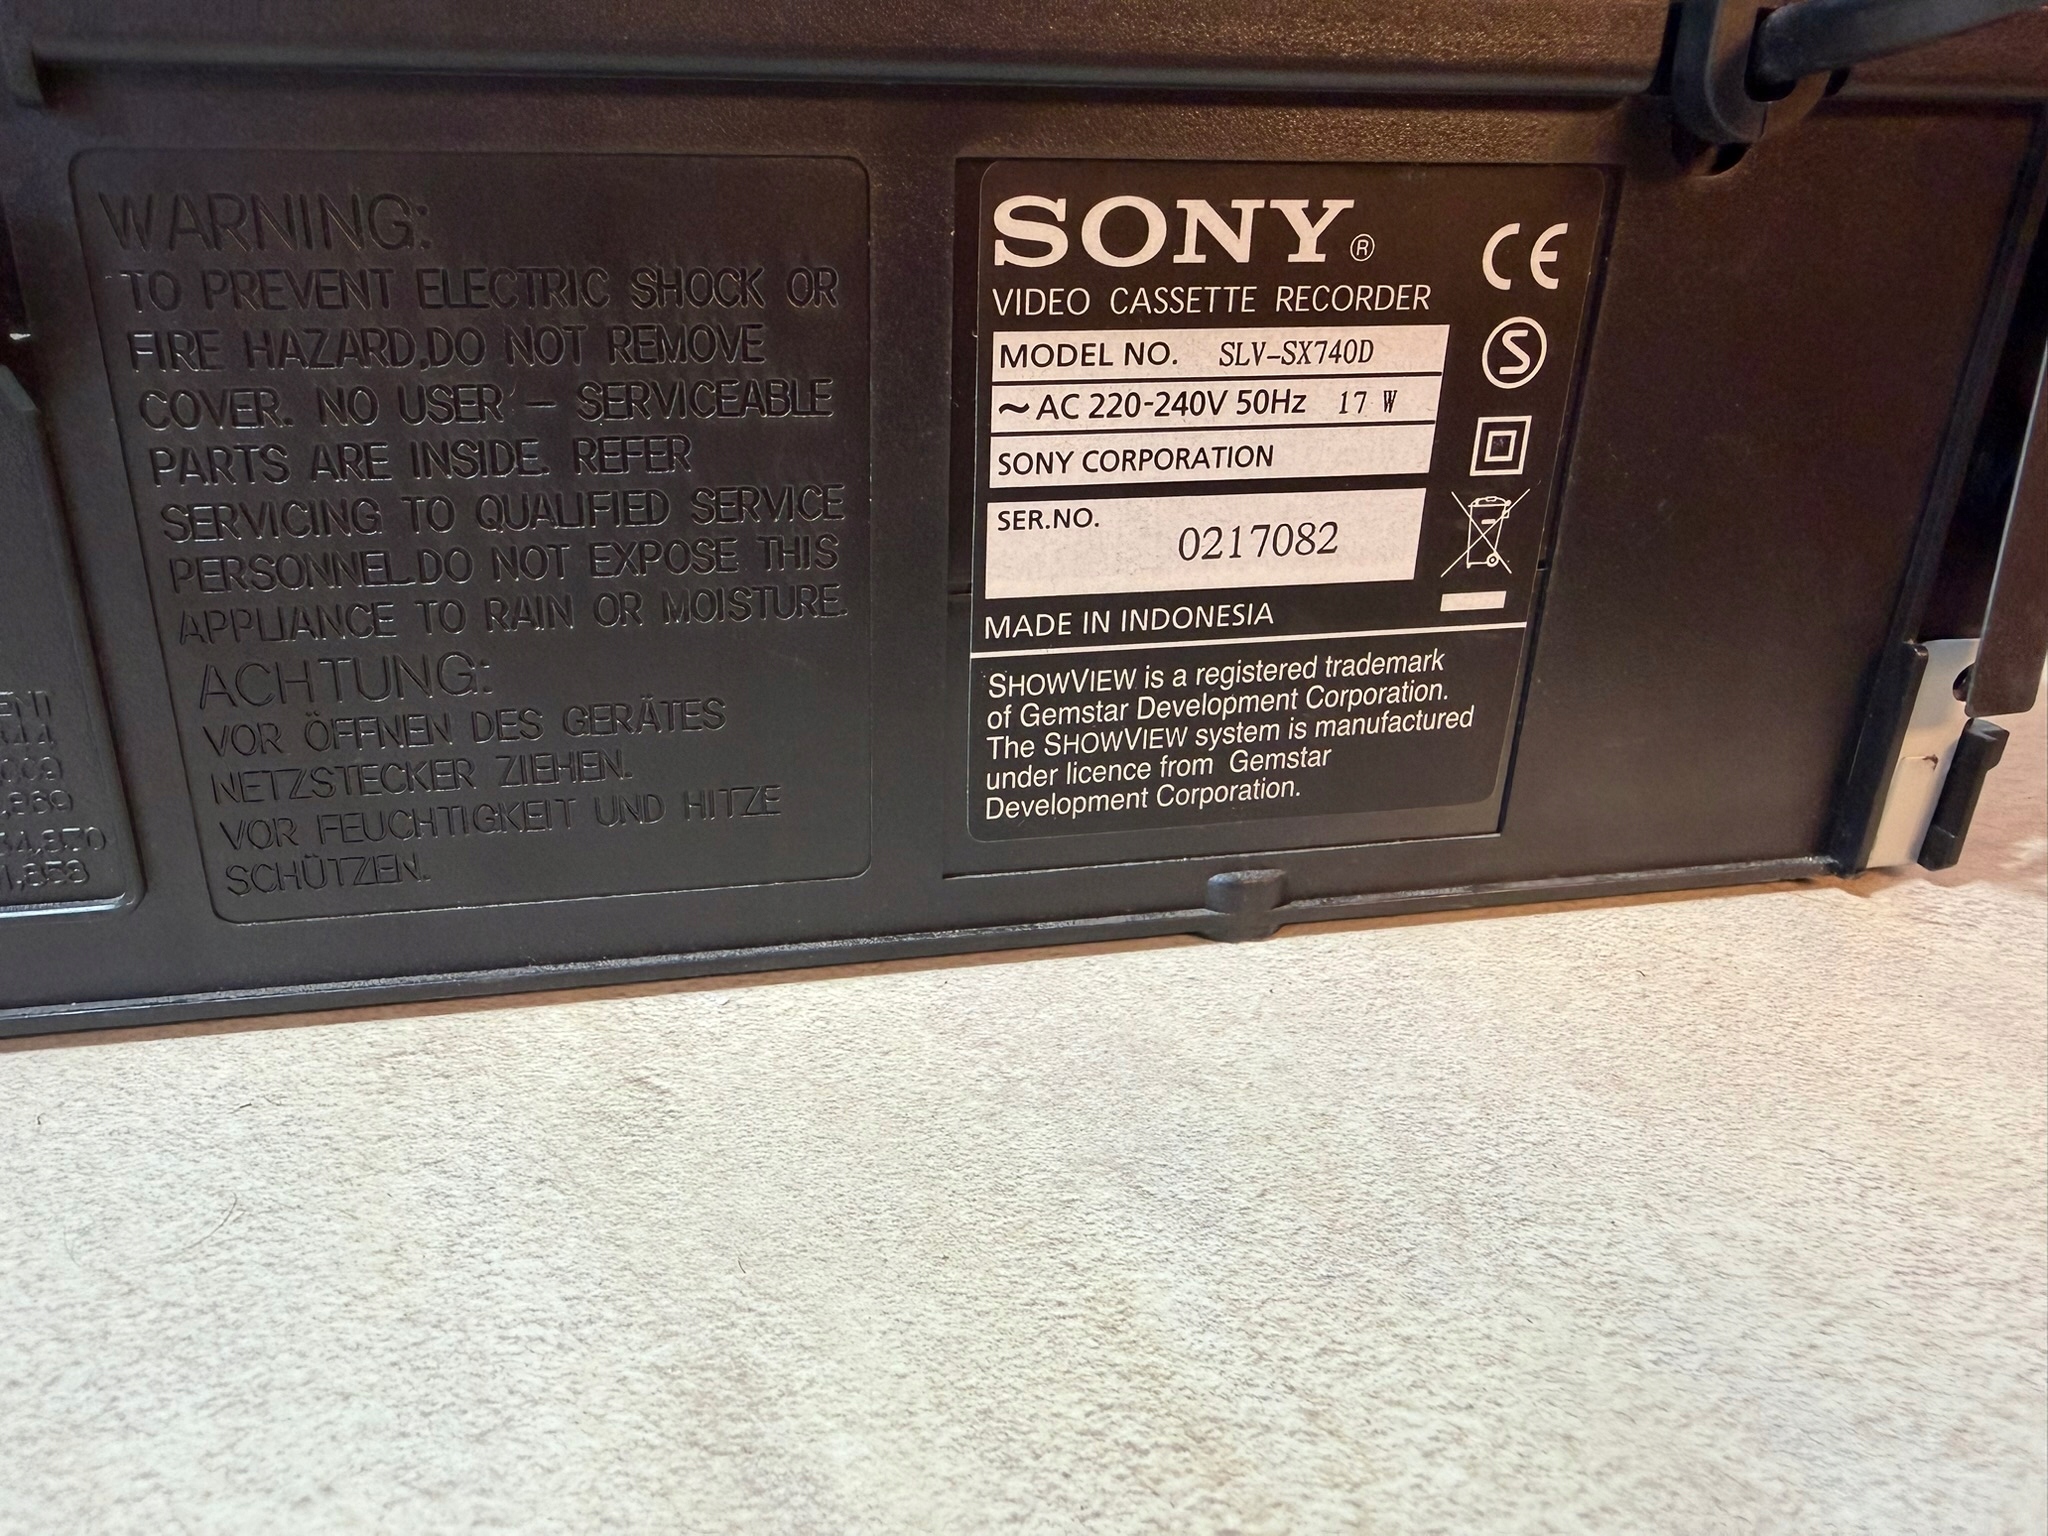 WARNING:
TO PREVENT ELECTRIC SHOCK OR
FIRE HAZARD,DO NOT REMOVE
COVER. NO USER – SERVICEABLE
PARTS ARE INSIDE. REFER
SERVICING TO QUALIFIED SERVICE
PERSONNEL.DO NOT EXPOSE THIS
APPLIANCE TO RAIN OR MOISTURE.
ACHTUNG:
VOR ÖFFNEN DES GERÄTES
NETZSTECKER ZIEHEN.
VOR FEUCHTIGKEIT UND HITZE
SCHÜTZEN.
SONY®
VIDEO CASSETTE RECORDER
MODEL NO. SLV-SX740D
~ AC 220-240V 50Hz 17 W
SONY CORPORATION
SER.NO.
0217082
MADE IN INDONESIA
SHOWVIEW is a registered trademark
of Gemstar Development Corporation.
The SHOWVIEW system is manufactured
under licence from Gemstar
Development Corporation.
CE
S